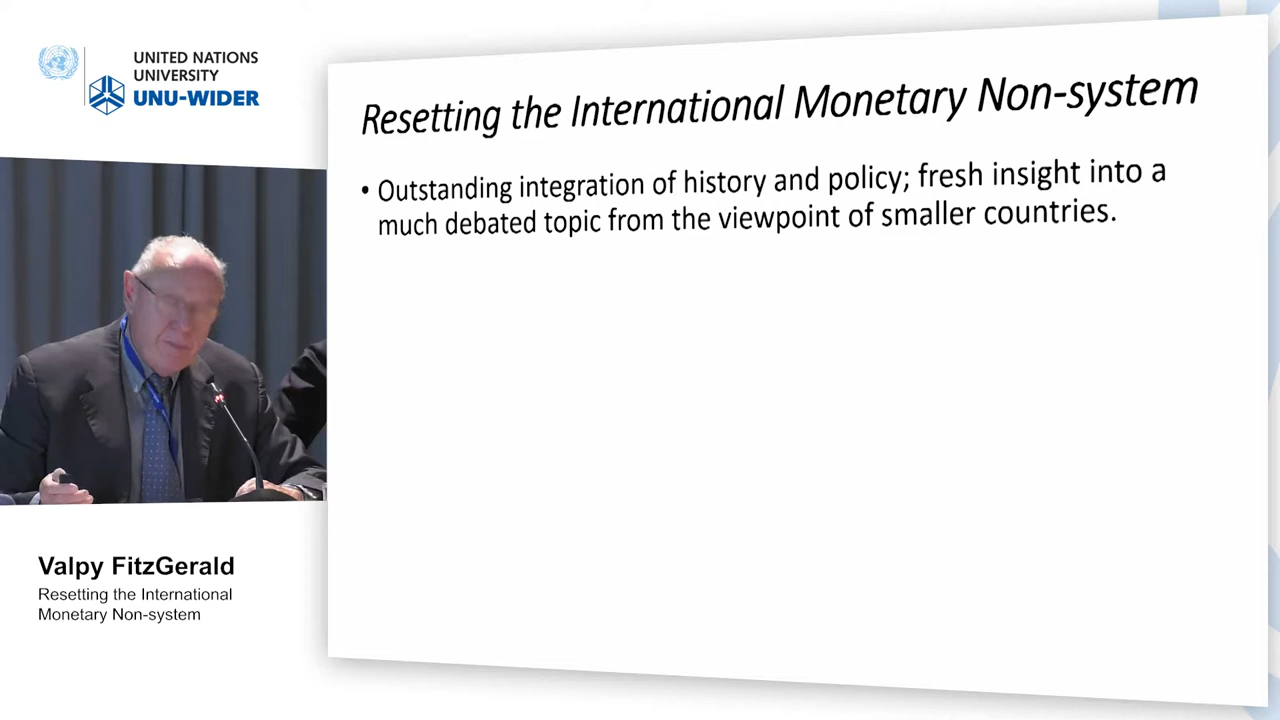 UNITED NATIONS
UNIVERSITY
UNU-WIDER
Resetting the International Monetary Non-system
• Outstanding integration of history and policy; fresh insight into a
much debated topic from the viewpoint of smaller countries.
Valpy FitzGerald
Resetting the International
Monetary Non-system